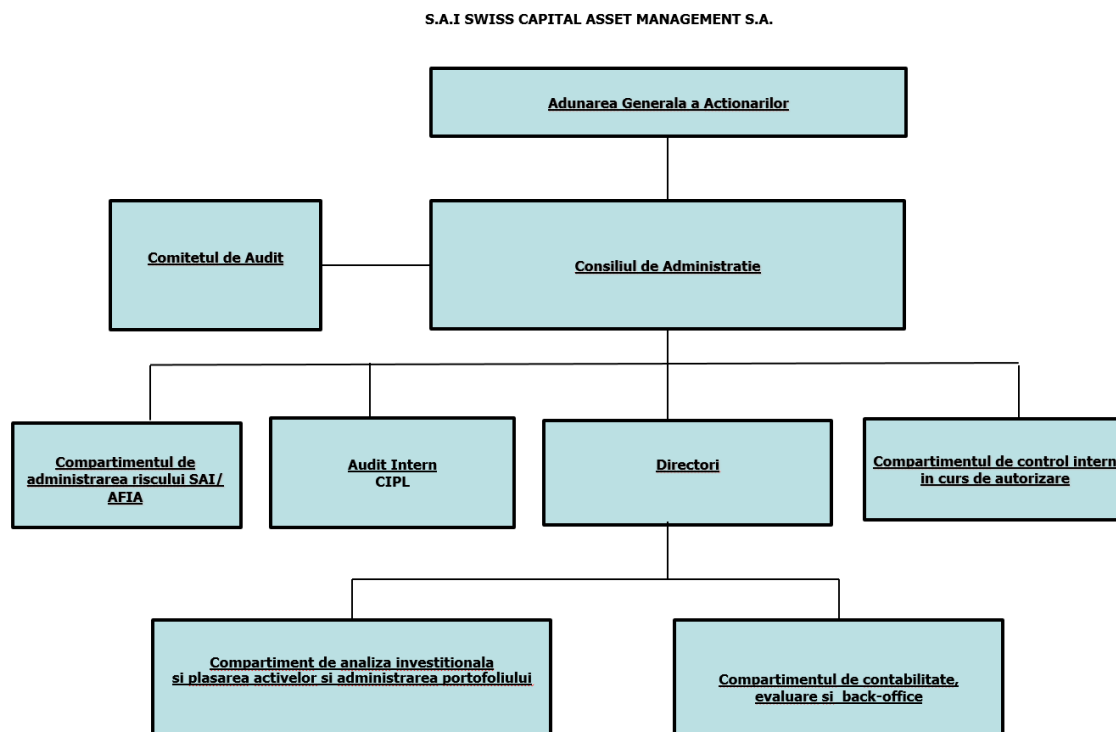 S.A.I SWISS CAPITAL ASSET MANAGEMENT S.A.
Adunarea Generala a Actionarilor
Comitetul de Audit
Consiliul de Administratie
Compartimentul de
administrarea riscului SAI/
AFIA
Audit Intern
CIPL
Directori
Compartimentul de control intern
in curs de autorizare
Compartiment de analiza investitionala
si plasarea activelor si administrarea portofoliului
Compartimentul de contabilitate,
evaluare si back-office